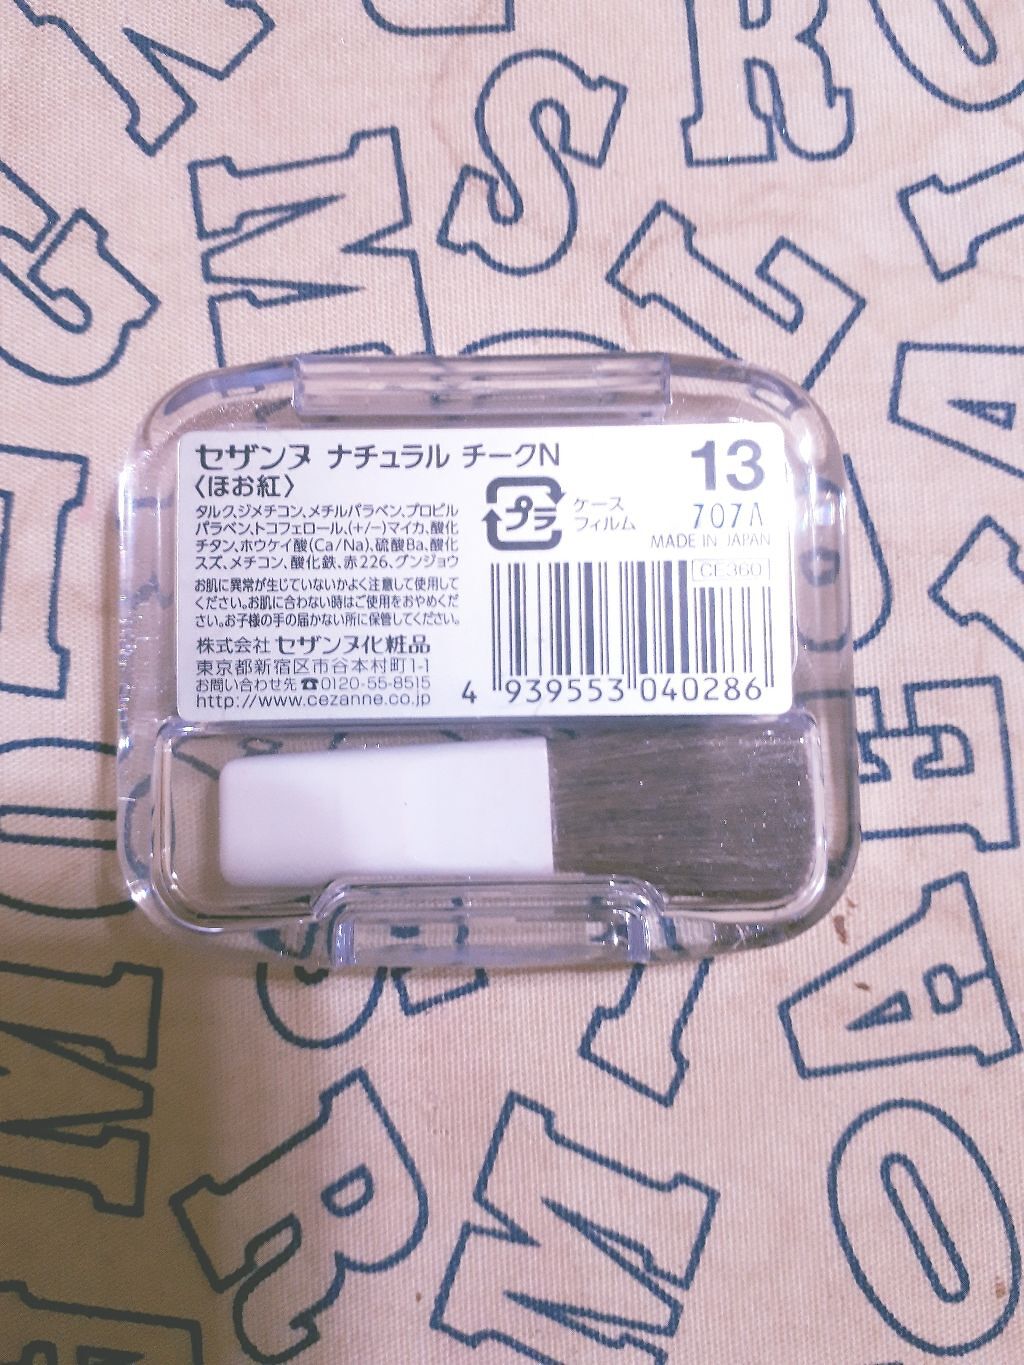 セザンヌ ナチュラル チークN
〈ほお紅〉
タルク、ジメチコン、メチルパラベン、プロピル
パラベン、トコフェロール、(+/−)マイカ、酸化
チタン、ホウケイ酸(Ca/Na)、硫酸Ba、酸化
スズ、メチコン、酸化鉄、赤226、グンジョウ
お肌に異常が生じていないかよく注意して使用して
ください。お肌に合わない時はご使用をおやめくだ
さい。お子様の手の届かない所に保管してください。
株式会社 セザンヌ化粧品
東京都新宿区市谷本村町1-1
お問い合わせ先☎0120-55-8515
http://www.cezanne.co.jp
13
プラ
ケース
フィルム
707A
MADE IN JAPAN
CE360
4 939553 040286